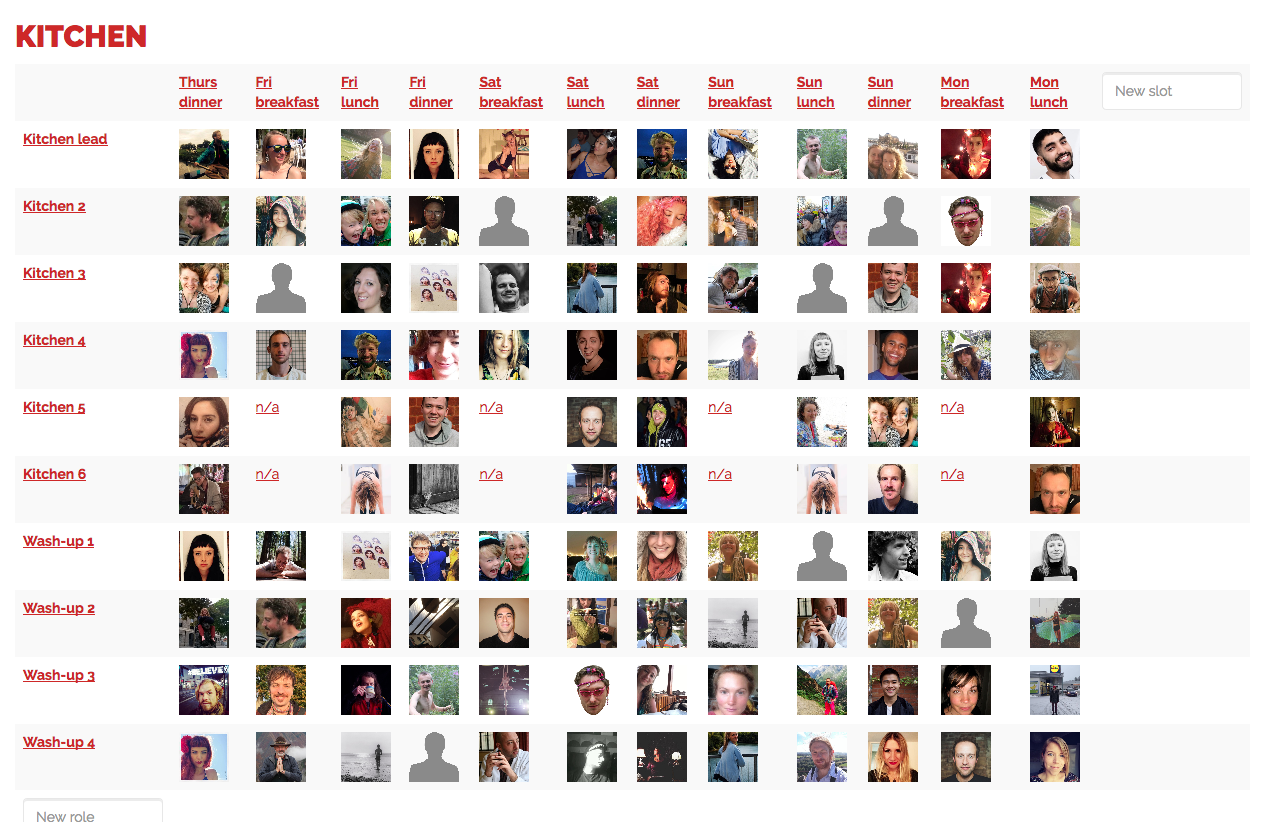 KITCHEN
Thurs dinner
Fri breakfast
Fri lunch
Fri dinner
Sat breakfast
Sat lunch
Sat dinner
Sun breakfast
Sun lunch
Sun dinner
Mon breakfast
Mon lunch
New slot
Kitchen lead
Kitchen 2
Kitchen 3
Kitchen 4
Kitchen 5
n/a
n/a
n/a
n/a
Kitchen 6
n/a
n/a
n/a
n/a
Wash-up 1
Wash-up 2
Wash-up 3
Wash-up 4
New role